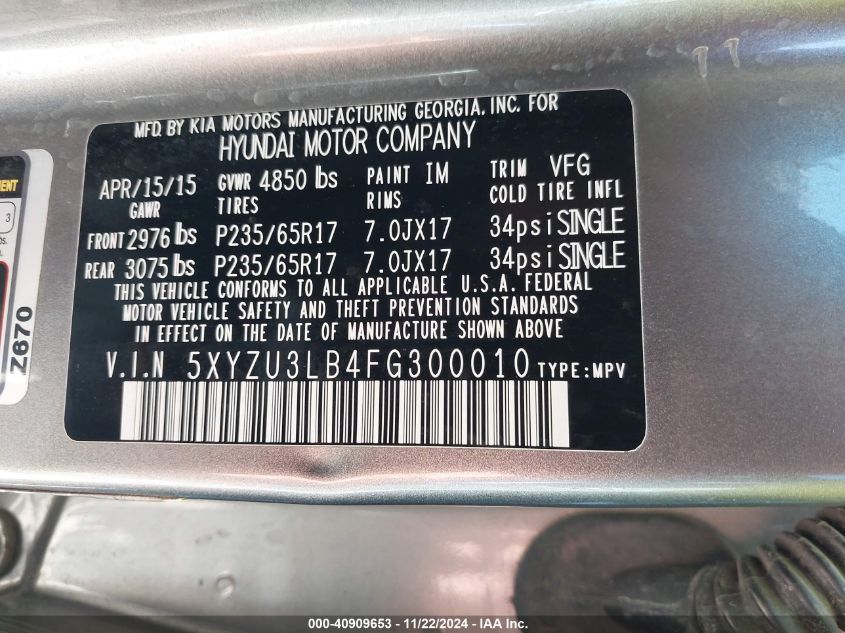 MFD. BY KIA MOTORS MANUFACTURING GEORGIA, INC. FOR
HYUNDAI MOTOR COMPANY
APR/15/15 GVWR 4850 lbs PAINT IM TRIM VFG
GAWR TIRES RIMS COLD TIRE INFL
FRONT 2976 lbs P235/65R17 7.0JX17 34psi SINGLE
REAR 3075 lbs P235/65R17 7.0JX17 34psi SINGLE
THIS VEHICLE CONFORMS TO ALL APPLICABLE U.S.A. FEDERAL
MOTOR VEHICLE SAFETY AND THEFT PREVENTION STANDARDS
IN EFFECT ON THE DATE OF MANUFACTURE SHOWN ABOVE
V.I.N 5XYZU3LB4FG300010 TYPE:MPV
3
Z670
000-40909653 - 11/22/2024 - IAA Inc.